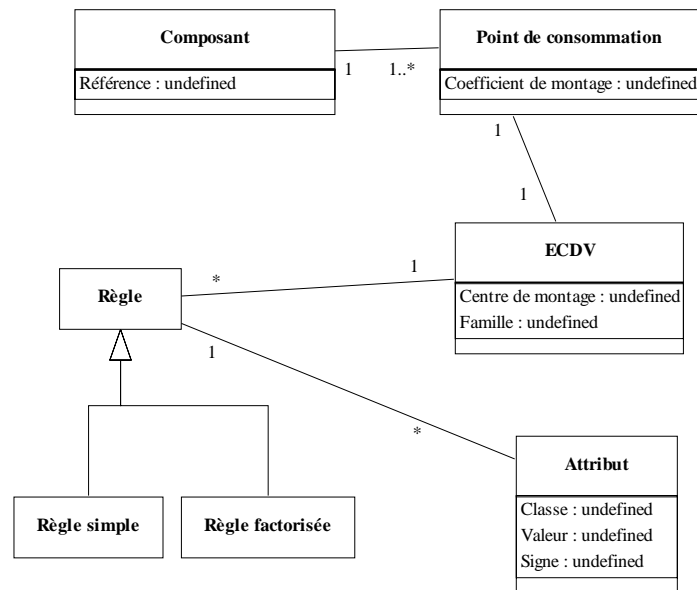 Composant
Référence : undefined
1
1..*
Point de consommation
Coefficient de montage : undefined
1
1
ECDV
Centre de montage : undefined
Famille : undefined
1
*
Règle
1
*
Attribut
Classe : undefined
Valeur : undefined
Signe : undefined
Règle simple
Règle factorisée